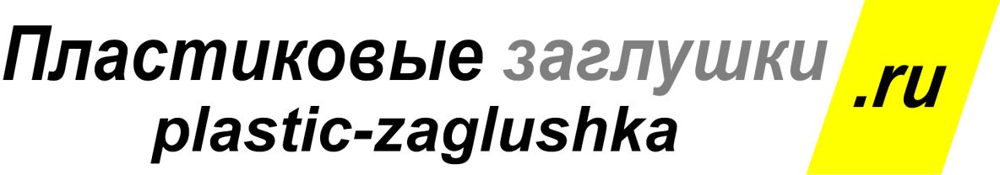 Пластиковые заглушки
plastic-zaglushka
.ru